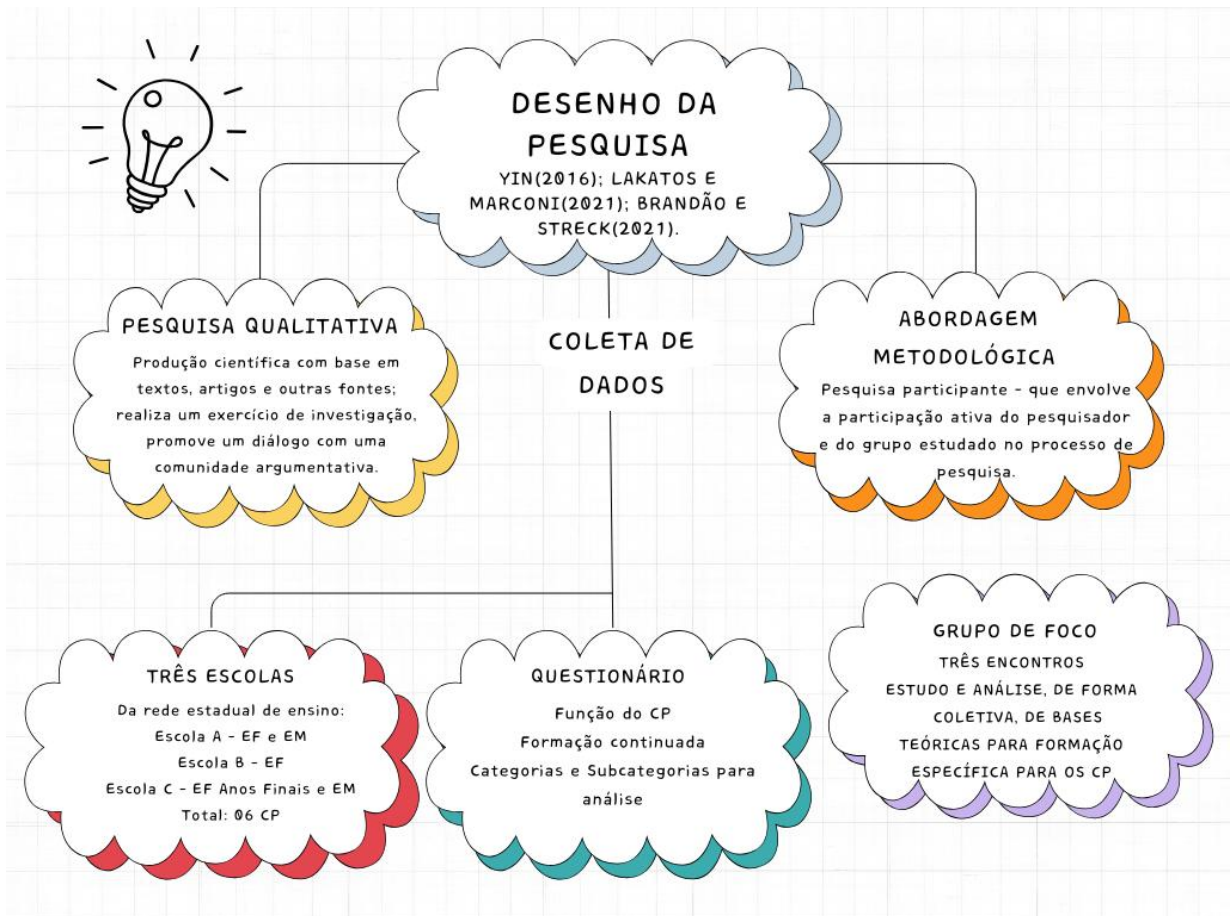 DESENHO DA
PESQUISA
YIN(2016); LAKATOS E
MARCONI(2021); BRANDÃO E
STRECK(2021).
PESQUISA QUALITATIVA
Produção científica com base em
textos, artigos e outras fontes;
realiza um exercício de investigação,
promove um diálogo com uma
comunidade argumentativa.
COLETA DE
DADOS
ABORDAGEM
METODOLÓGICA
Pesquisa participante - que envolve
a participação ativa do pesquisador
e do grupo estudado no processo de
pesquisa.
TRÊS ESCOLAS
Da rede estadual de ensino:
Escola A - EF e EM
Escola B - EF
Escola C - EF Anos Finais e EM
Total: 06 CP
QUESTIONÁRIO
Função do CP
Formação continuada
Categorias e Subcategorias para
análise
GRUPO DE FOCO
TRÊS ENCONTROS
ESTUDO E ANÁLISE, DE FORMA
COLETIVA, DE BASES
TEÓRICAS PARA FORMAÇÃO
ESPECÍFICA PARA OS CP